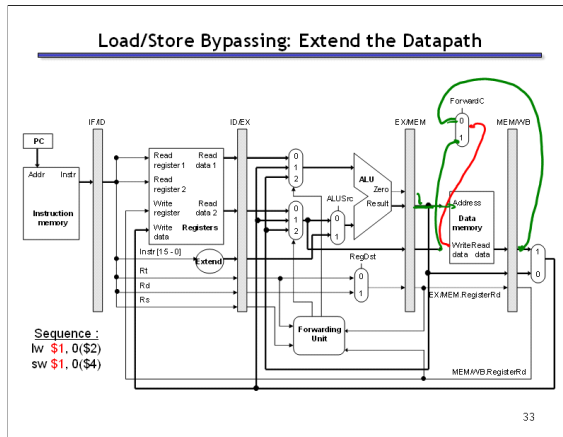 Load/Store Bypassing: Extend the Datapath
ForwardC
IF/ID
ID/EX
EX/MEM
MEM/WB
0
1
PC
Addr Instr
Instruction
memory
Read
register 1
Read
data 1
Read
register 2
Write
register
Read
data 2
Write
data
Registers
0
1
2
0
1
2
ALUSrc
0
1
ALU
Zero
Result
Address
Data
memory
Write
data
Read
data
1
0
Instr[15 - 0]
Extend
RegDst
0
1
Rt
Rd
Rs
EX/MEM.RegisterRd
Forwarding
Unit
MEM/WB.RegisterRd
Sequence :
lw $1, 0($2)
sw $1, 0($4)
33